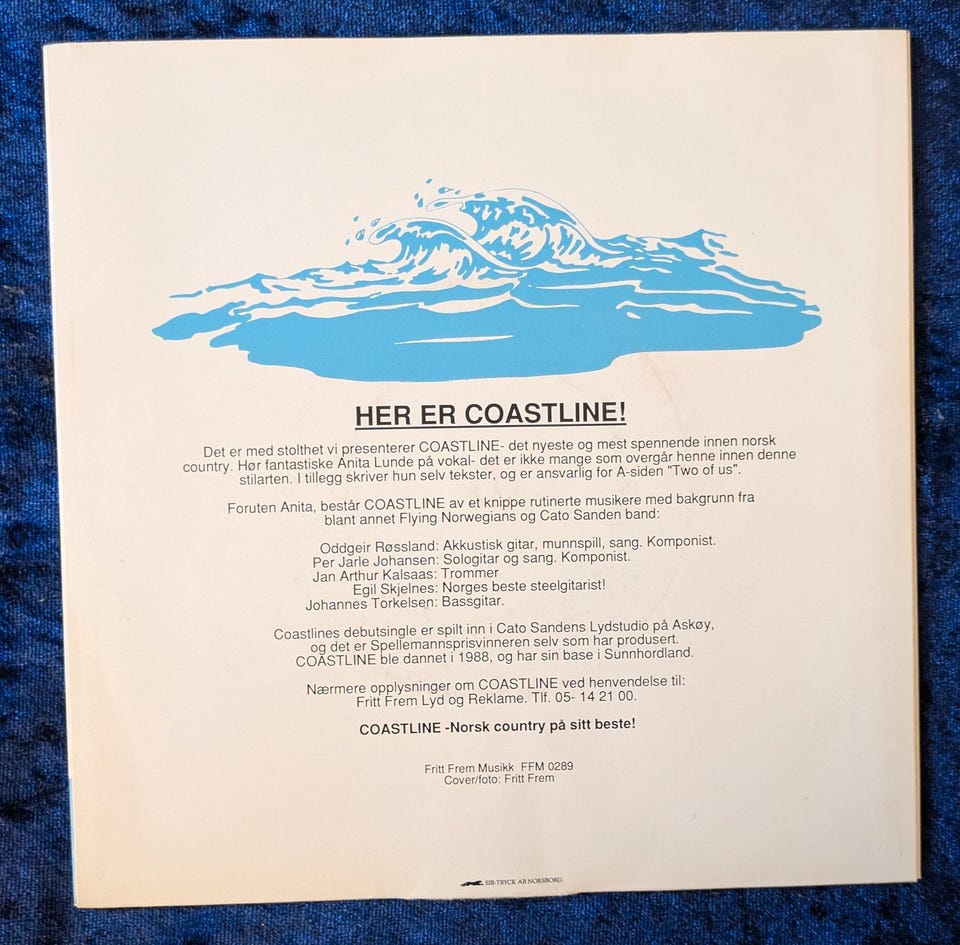 HER ER COASTLINE!
Det er med stolthet vi presenterer COASTLINE- det nyeste og mest spennende innen norsk
country. Hør fantastiske Anita Lunde på vokal- det er ikke mange som overgår henne innen denne
stilarten. I tillegg skriver hun selv tekster, og er ansvarlig for A-siden "Two of us".
Foruten Anita, består COASTLINE av et knippe rutinerte musikere med bakgrunn fra
blant annet Flying Norwegians og Cato Sanden band:
Oddgeir Røssland: Akkustisk gitar, munnspill, sang. Komponist.
Per Jarle Johansen: Sologitar og sang. Komponist.
Jan Arthur Kalsaas: Trommer
Egil Skjelnes: Norges beste steelgitarist!
Johannes Torkelsen: Bassgitar.
Coastlines debutsingle er spilt inn i Cato Sandens Lydstudio på Askøy,
og det er Spellemannsprisvinneren selv som har produsert.
COASTLINE ble dannet i 1988, og har sin base i Sunnhordland.
Nærmere opplysninger om COASTLINE ved henvendelse til:
Fritt Frem Lyd og Reklame. Tlf. 05- 14 21 00.
COASTLINE -Norsk country på sitt beste!
Fritt Frem Musikk FFM 0289
Cover/foto: Fritt Frem
SIB-TRYCK AB NORSBORG